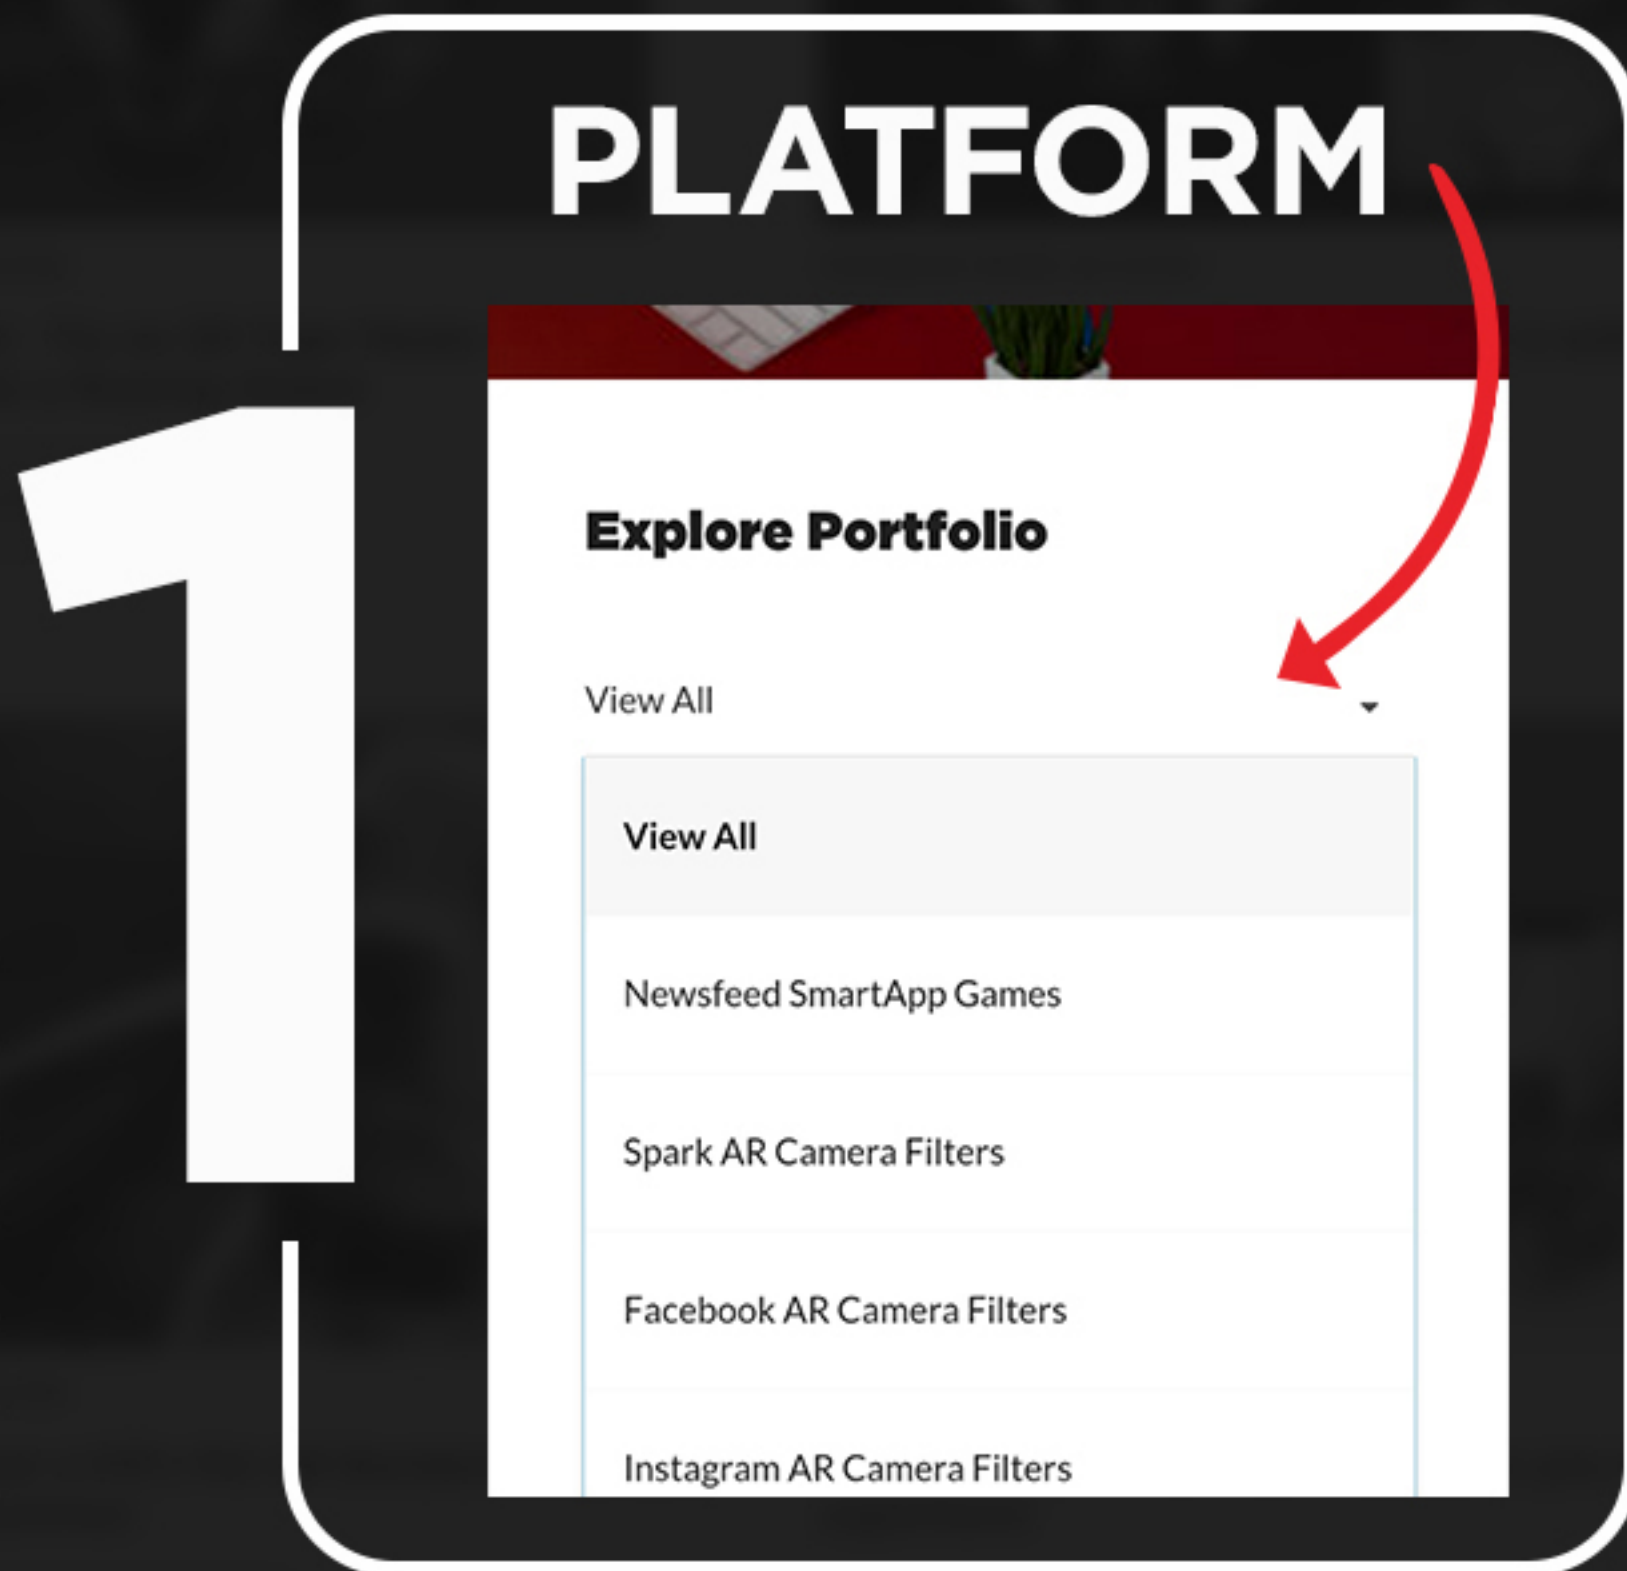 PLATFORM
1
Explore Portfolio
View All
View All
Newsfeed SmartApp Games
Spark AR Camera Filters
Facebook AR Camera Filters
Instagram AR Camera Filters